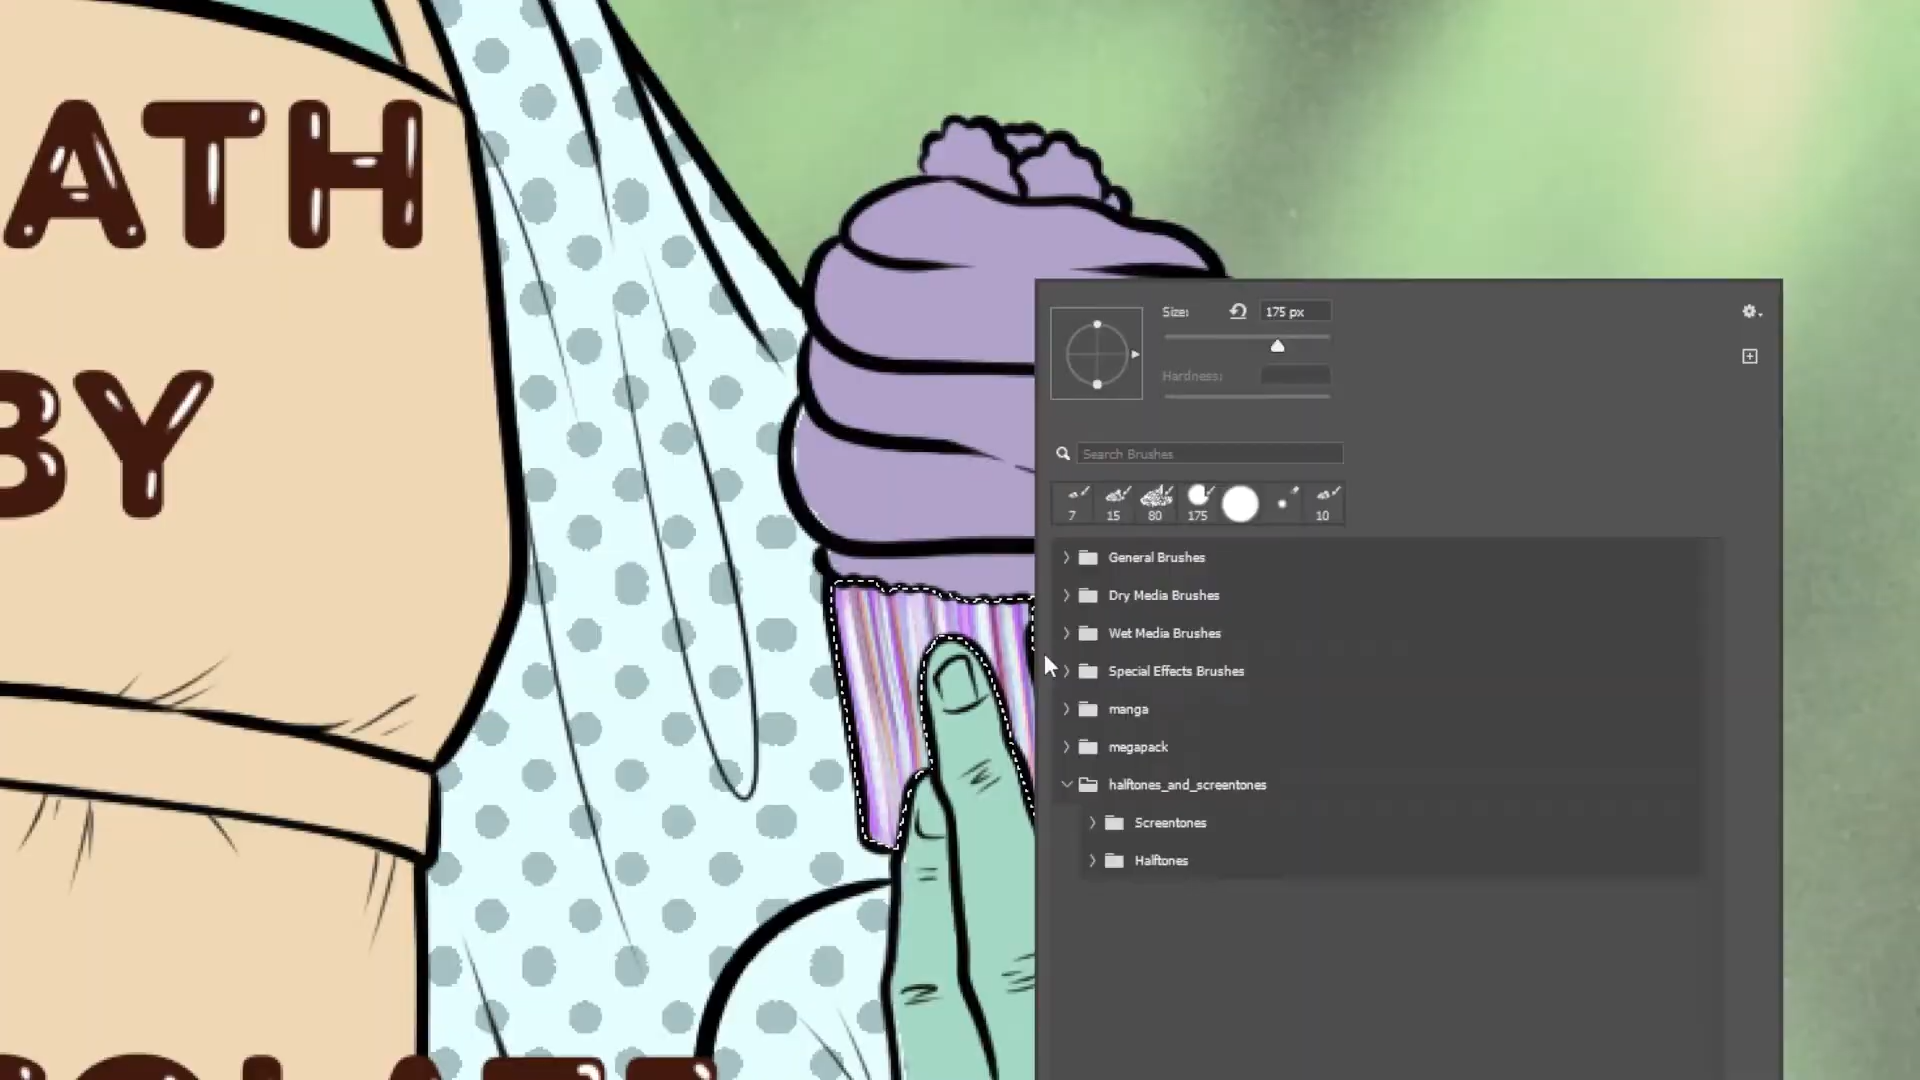 ATH
BY
OLATE
Size: 175 px
Hardness:
Search Brushes
7 15 80 175 10
General Brushes
Dry Media Brushes
Wet Media Brushes
Special Effects Brushes
manga
megapack
halftones_and_screentones
Screentones
Halftones